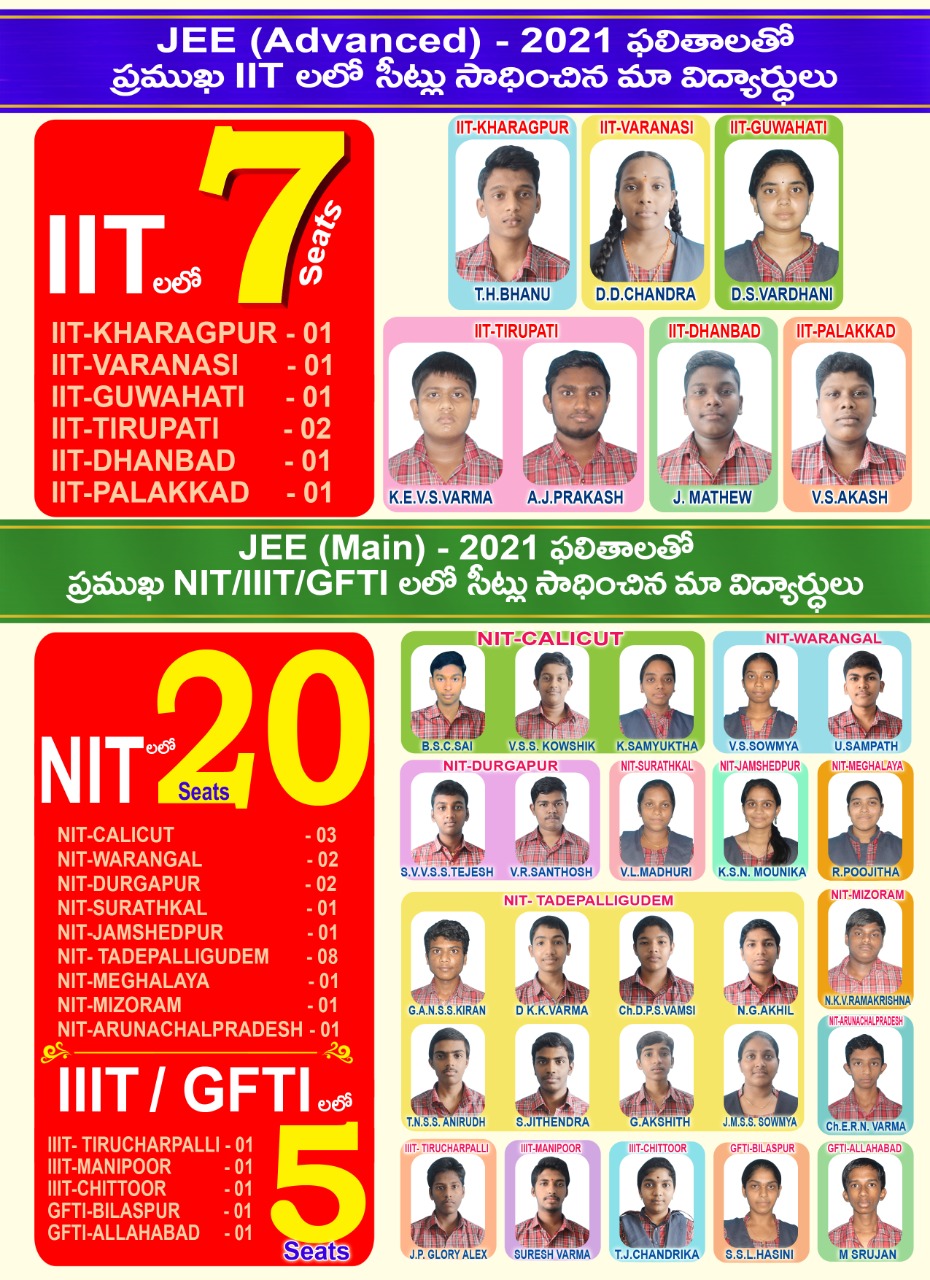 JEE (Advanced) - 2021 ఫలితాలతో
ప్రముఖ IIT లలో సీట్లు సాధించిన మా విద్యార్థులు
IIT లలో 7 Seats
IIT-KHARAGPUR - 01
IIT-VARANASI - 01
IIT-GUWAHATI - 01
IIT-TIRUPATI - 02
IIT-DHANBAD - 01
IIT-PALAKKAD - 01
IIT-KHARAGPUR IIT-VARANASI IIT-GUWAHATI
T.H.BHANU D.D.CHANDRA D.S.VARDHANI
IIT-TIRUPATI IIT-DHANBAD IIT-PALAKKAD
K.E.V.S.VARMA A.J.PRAKASH J. MATHEW V.S.AKASH
JEE (Main) - 2021 ఫలితాలతో
ప్రముఖ NIT/IIIT/GFTI లలో సీట్లు సాధించిన మా విద్యార్థులు
NIT లలో 20 Seats
NIT-CALICUT - 03
NIT-WARANGAL - 02
NIT-DURGAPUR - 02
NIT-SURATHKAL - 01
NIT-JAMSHEDPUR - 01
NIT- TADEPALLIGUDEM - 08
NIT-MEGHALAYA - 01
NIT-MIZORAM - 01
NIT-ARUNACHALPRADESH - 01
IIIT / GFTI లలో
5 Seats
IIIT- TIRUCHARPALLI - 01
IIIT-MANIPOOR - 01
IIIT-CHITTOOR - 01
GFTI-BILASPUR - 01
GFTI-ALLAHABAD - 01
NIT-CALICUT NIT-WARANGAL
B.S.C.SAI V.S.S. KOWSHIK K.SAMYUKTHA V.S.SOWMYA U.SAMPATH
NIT-DURGAPUR NIT-SURATHKAL NIT-JAMSHEDPUR NIT-MEGHALAYA
S.V.V.S.S.TEJESH V.R.SANTHOSH V.L.MADHURI K.S.N. MOUNIKA R.POOJITHA
NIT- TADEPALLIGUDEM NIT-MIZORAM
G.A.N.S.S.KIRAN D K.K.VARMA Ch.D.P.S.VAMSI N.G.AKHIL N.K.V.RAMAKRISHNA
NIT-ARUNACHALPRADESH
T.N.S.S. ANIRUDH S.JITHENDRA G.AKSHITH J.M.S.S. SOWMYA Ch.E.R.N. VARMA
IIIT- TIRUCHARPALLI IIIT-MANIPOOR IIIT-CHITTOOR GFTI-BILASPUR GFTI-ALLAHABAD
J.P. GLORY ALEX SURESH VARMA T.J.CHANDRIKA S.S.L.HASINI M SRUJAN